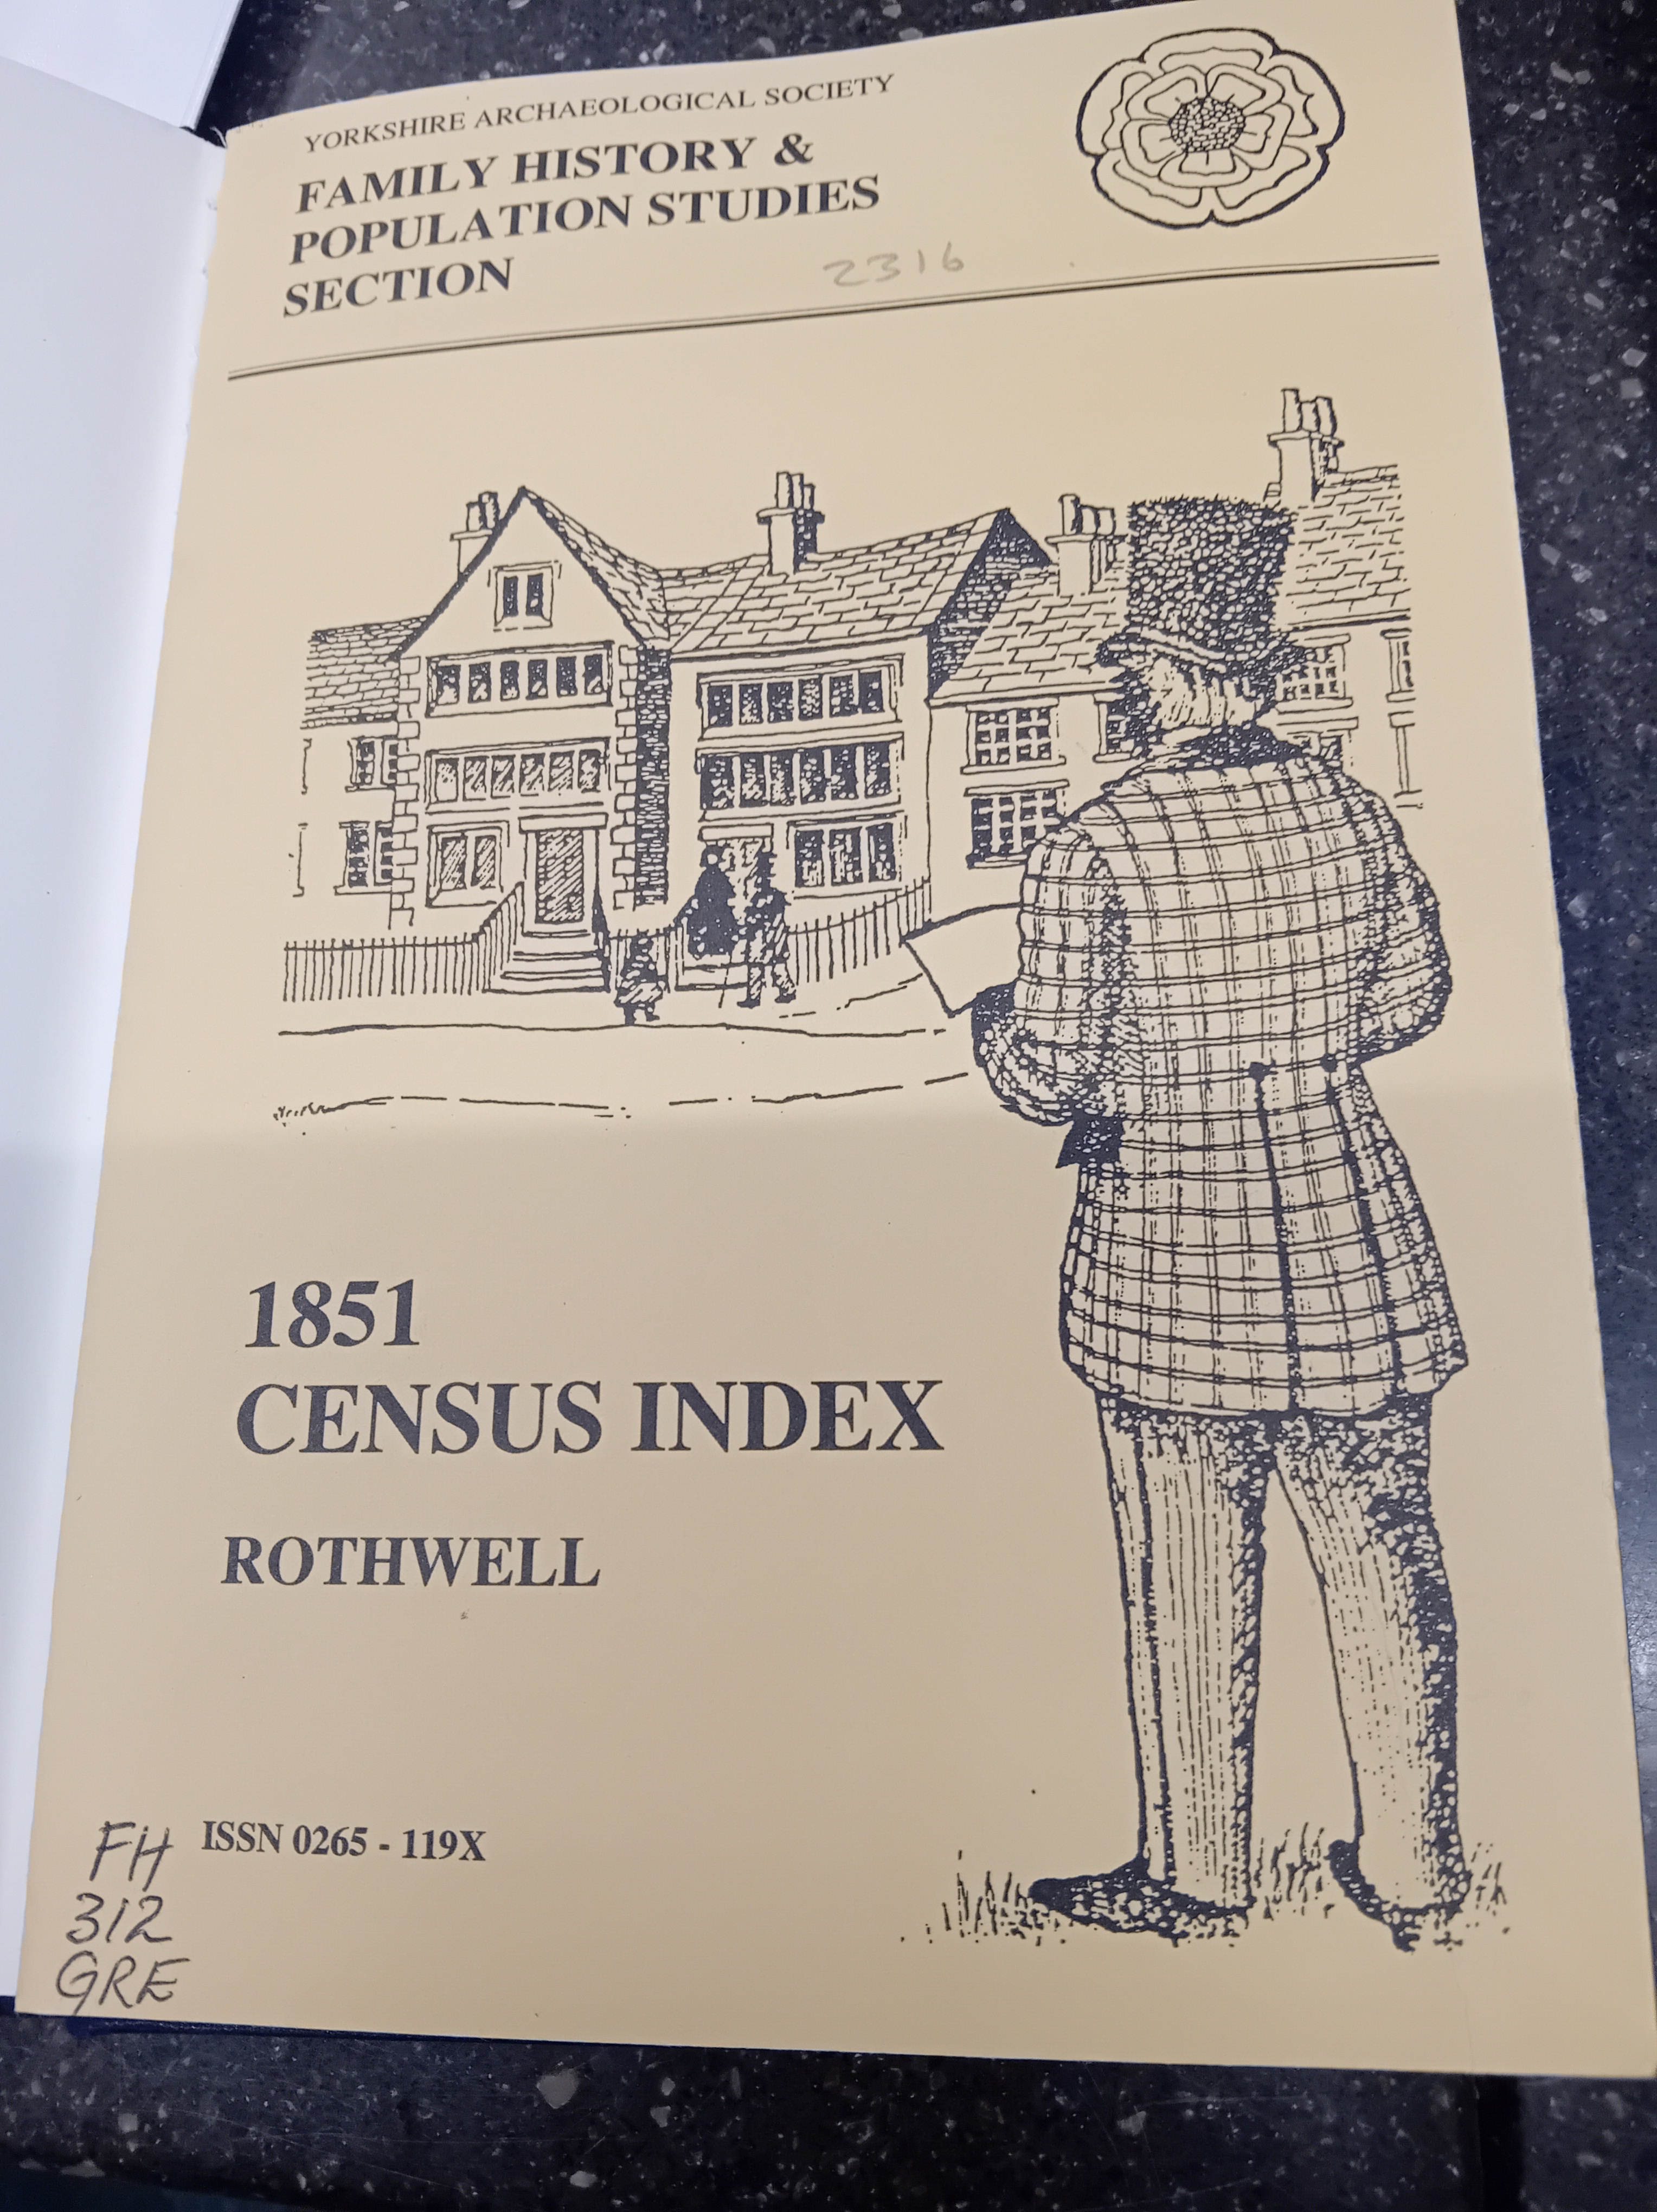 YORKSHIRE ARCHAEOLOGICAL SOCIETY
FAMILY HISTORY &
POPULATION STUDIES
SECTION
2316
1851
CENSUS INDEX
ROTHWELL
ISSN 0265 - 119X
FH
312
GRE